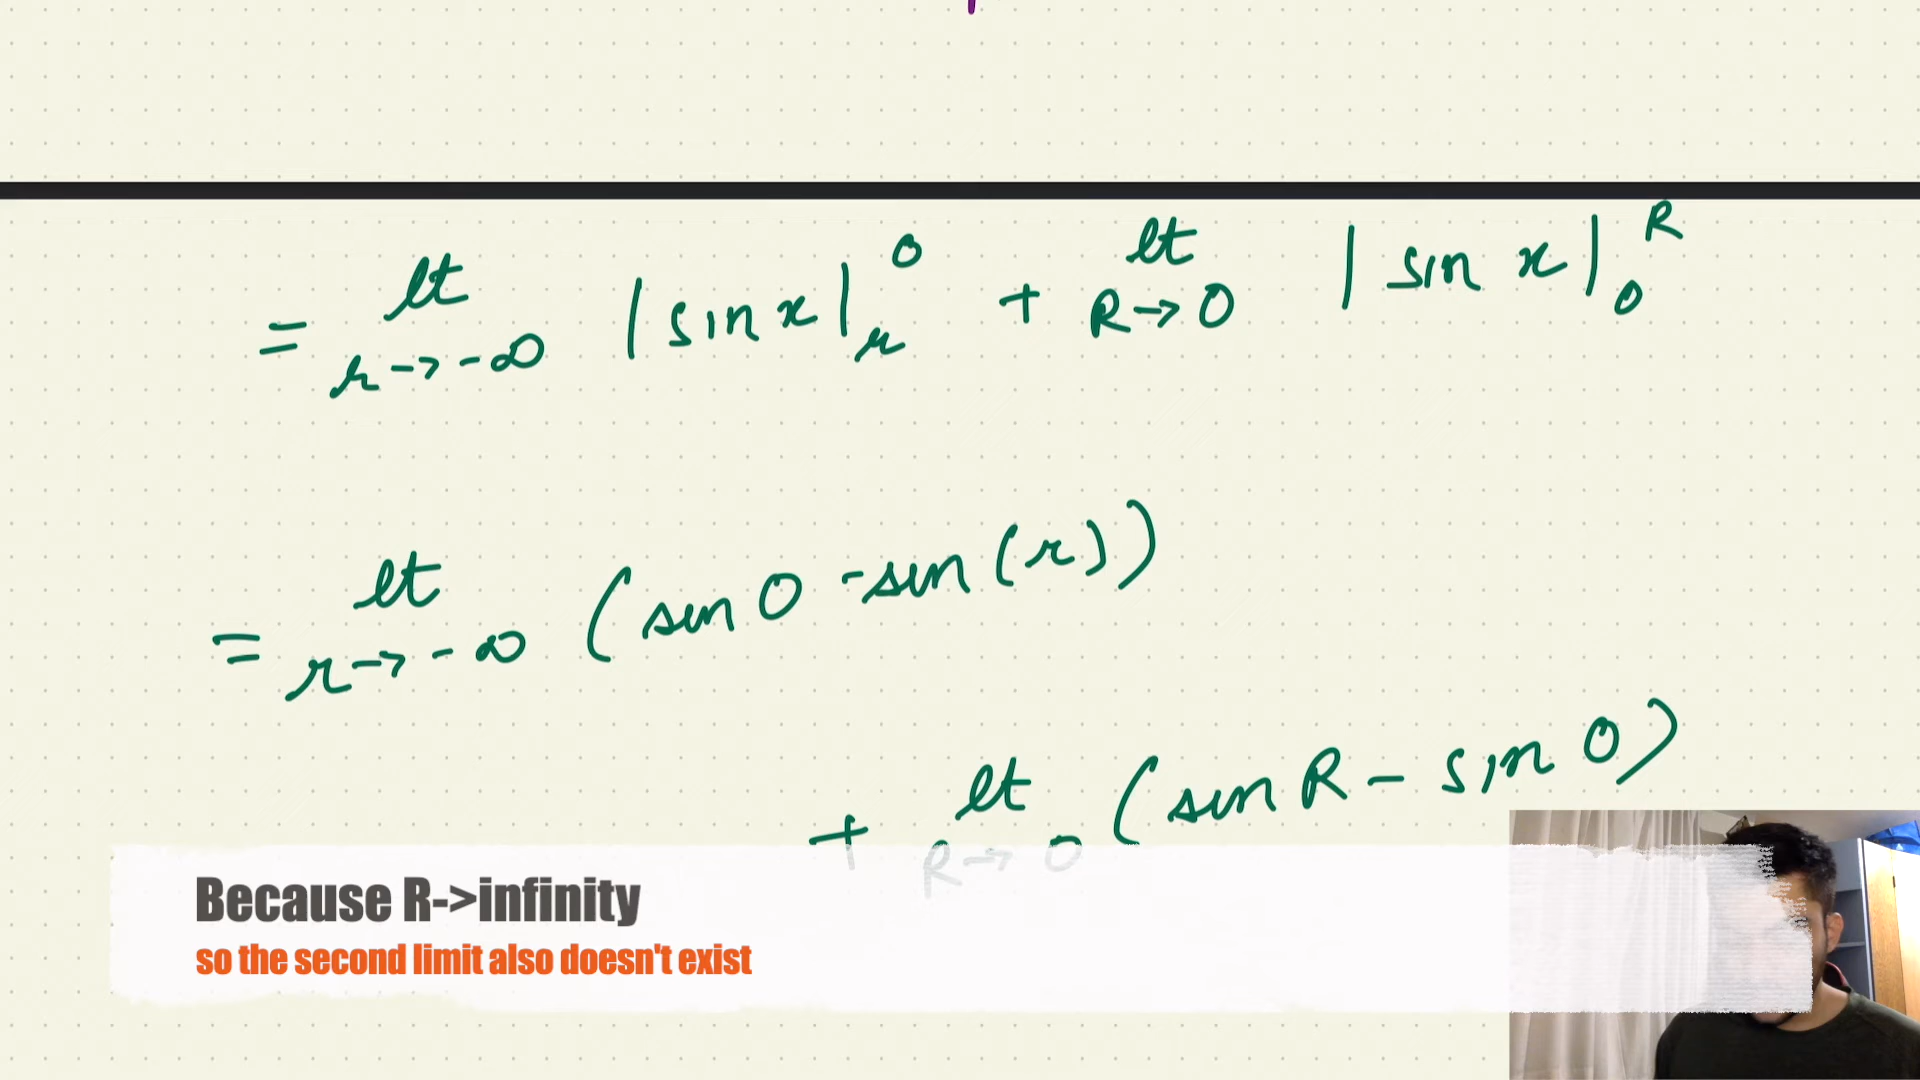 = lt r→-∞ |sin x|_r^0 + lt R→0 |sin x|_0^R
= lt r→-∞ (sin 0 - sin(r))
+ lt R→0 (sin R - sin 0)
Because R->infinity
so the second limit also doesn't exist